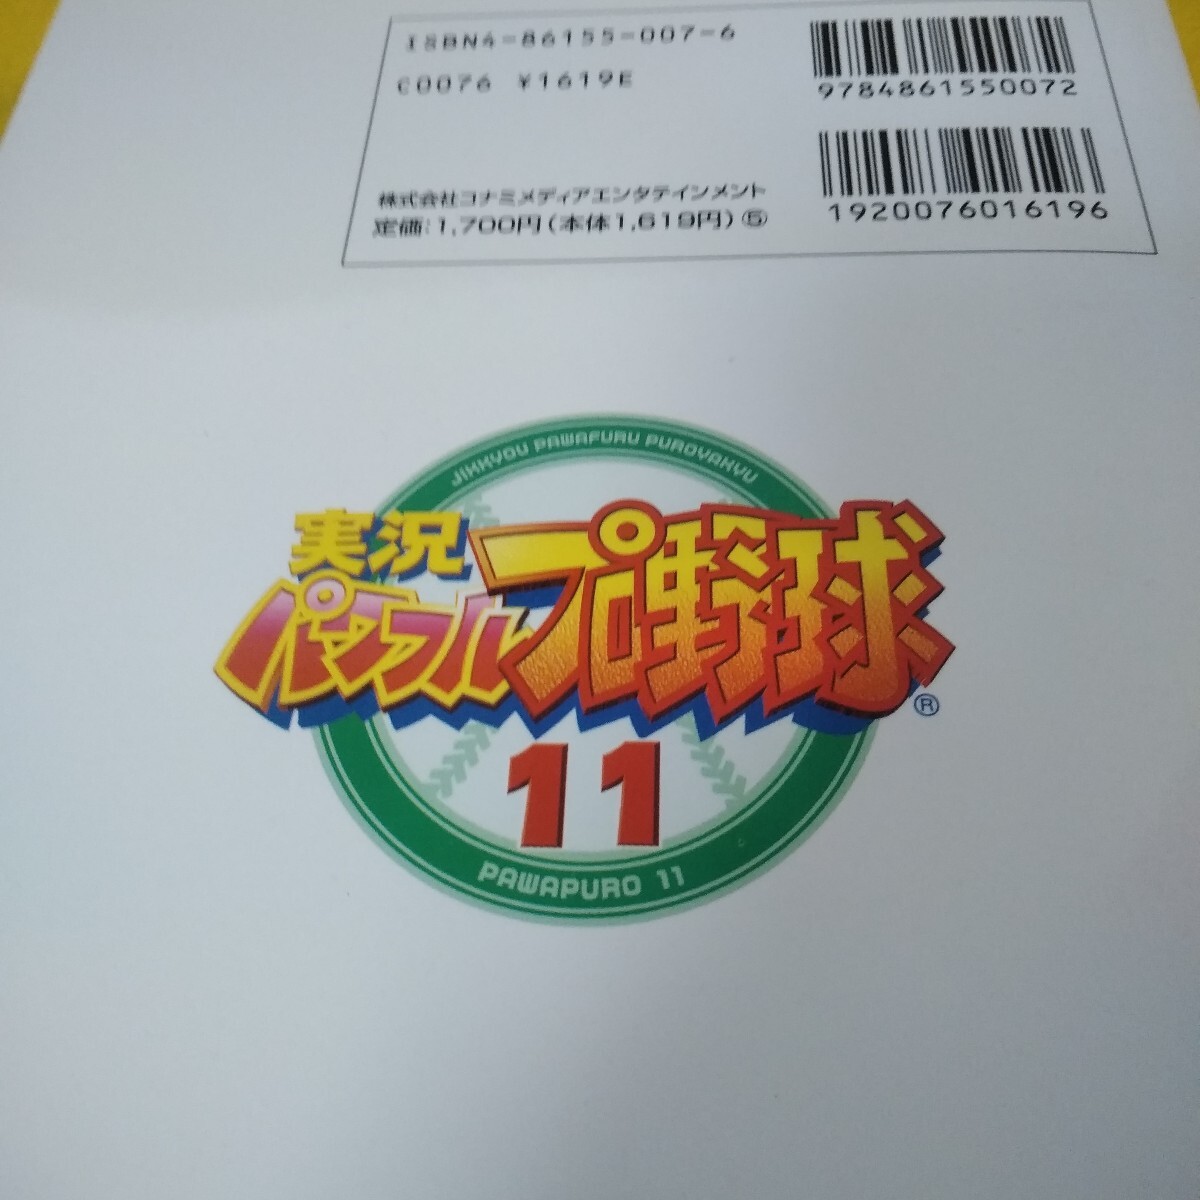 ISBN4-86155-007-6
C0076 ¥1619E
9784861550072
1920076016196
株式会社コナミメディアエンタテインメント
定価:1,700円(本体1,619円)⑤
JIKKYOU PAWAFURU PUROYAKYU
実況
パワフルプロ野球®
11
PAWAPURO 11